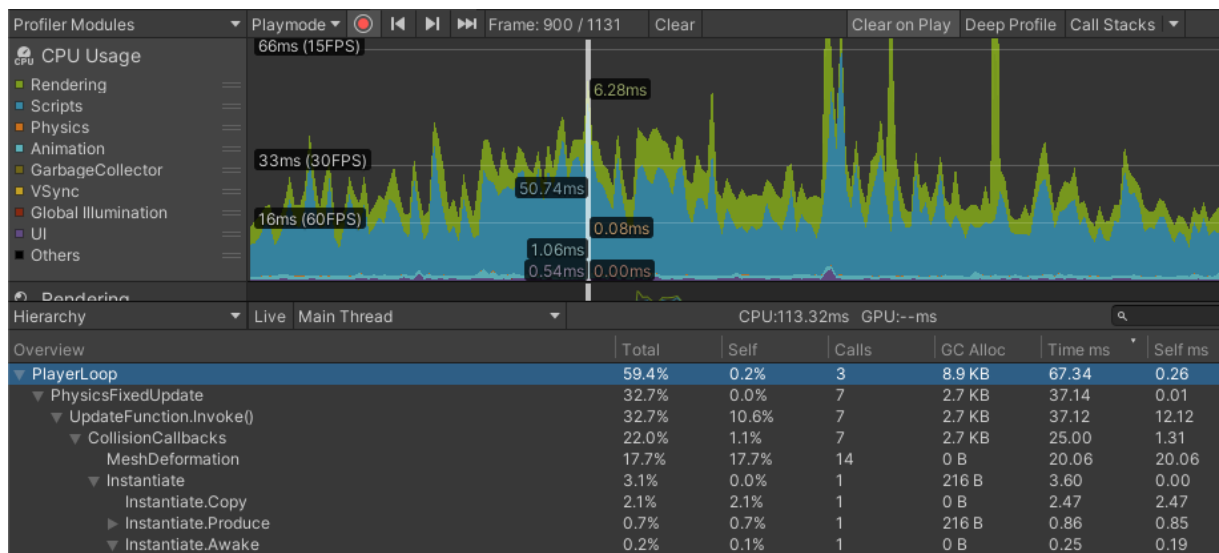 Profiler Modules Playmode Frame: 900 / 1131 Clear Clear on Play Deep Profile Call Stacks
CPU Usage
Rendering
Scripts
Physics
Animation
GarbageCollector
VSync
Global Illumination
UI
Others
66ms (15FPS)
6.28ms
33ms (30FPS)
50.74ms
16ms (60FPS)
0.08ms
1.06ms
0.54ms 0.00ms
Rendering
Hierarchy Live Main Thread CPU:113.32ms GPU:--ms
Overview Total Self Calls GC Alloc Time ms Self ms
PlayerLoop 59.4% 0.2% 3 8.9 KB 67.34 0.26
PhysicsFixedUpdate 32.7% 0.0% 7 2.7 KB 37.14 0.01
UpdateFunction.Invoke() 32.7% 10.6% 7 2.7 KB 37.12 12.12
CollisionCallbacks 22.0% 1.1% 7 2.7 KB 25.00 1.31
MeshDeformation 17.7% 17.7% 14 0 B 20.06 20.06
Instantiate 3.1% 0.0% 1 216 B 3.60 0.00
Instantiate.Copy 2.1% 2.1% 1 0 B 2.47 2.47
Instantiate.Produce 0.7% 0.7% 1 216 B 0.86 0.85
Instantiate.Awake 0.2% 0.1% 1 0 B 0.25 0.19